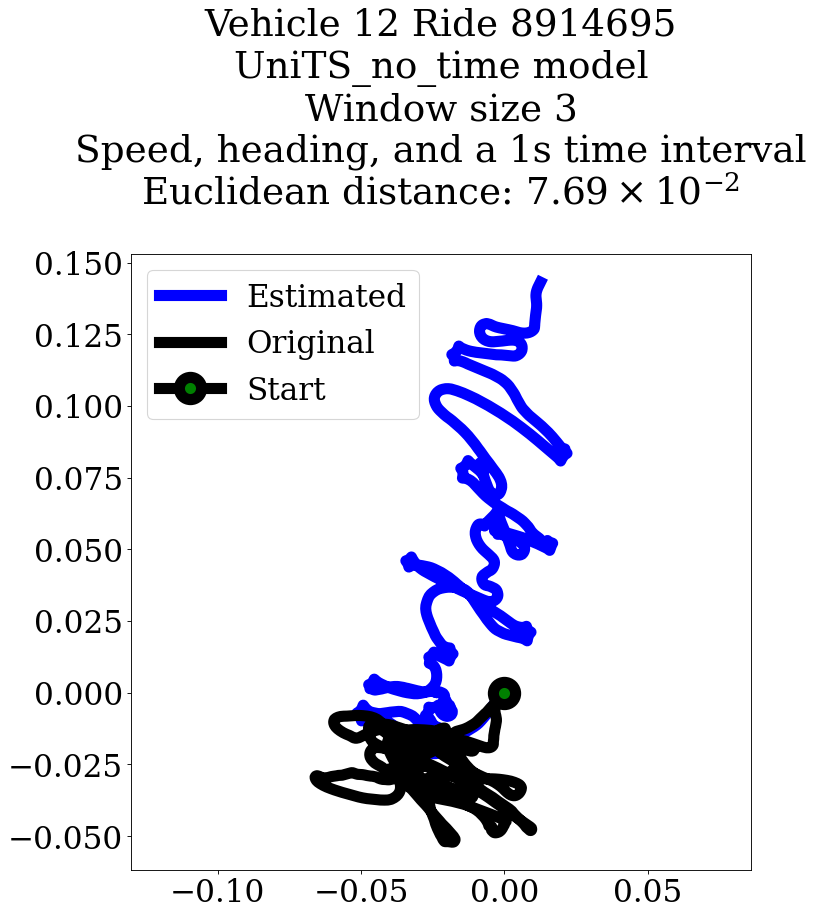 Vehicle 12 Ride 8914695
UniTS_no_time model
Window size 3
Speed, heading, and a 1s time interval
Euclidean distance: 7.69 × 10⁻²
Estimated
Original
Start
0.150
0.125
0.100
0.075
0.050
0.025
0.000
−0.025
−0.050
−0.10
−0.05
0.00
0.05